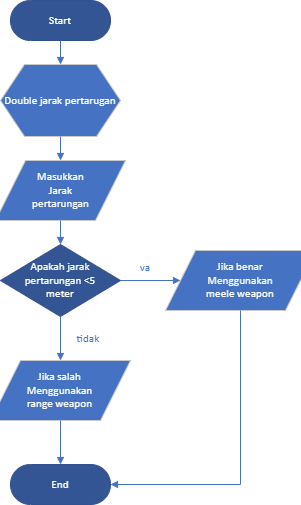 Start
Double jarak pertarugan
Masukkan
Jarak
pertarungan
Apakah jarak
pertarungan <5
meter
ya
Jika benar
Menggunakan
meele weapon
tidak
Jika salah
Menggunakan
range weapon
End